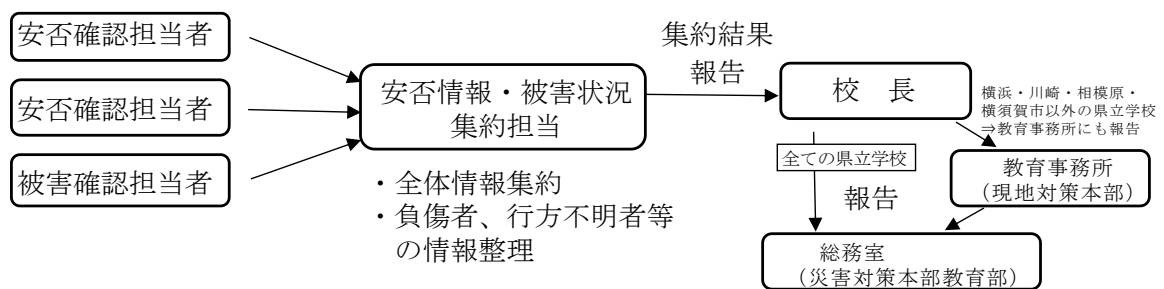 安否確認担当者
安否確認担当者
被害確認担当者
安否情報・被害状況
集約担当
・全体情報集約
・負傷者、行方不明者等
の情報整理
集約結果
報告
校　長
横浜・川崎・相模原・
横須賀市以外の県立学校
⇒教育事務所にも報告
全ての県立学校
報告
教育事務所
（現地対策本部）
総務室
（災害対策本部教育部）